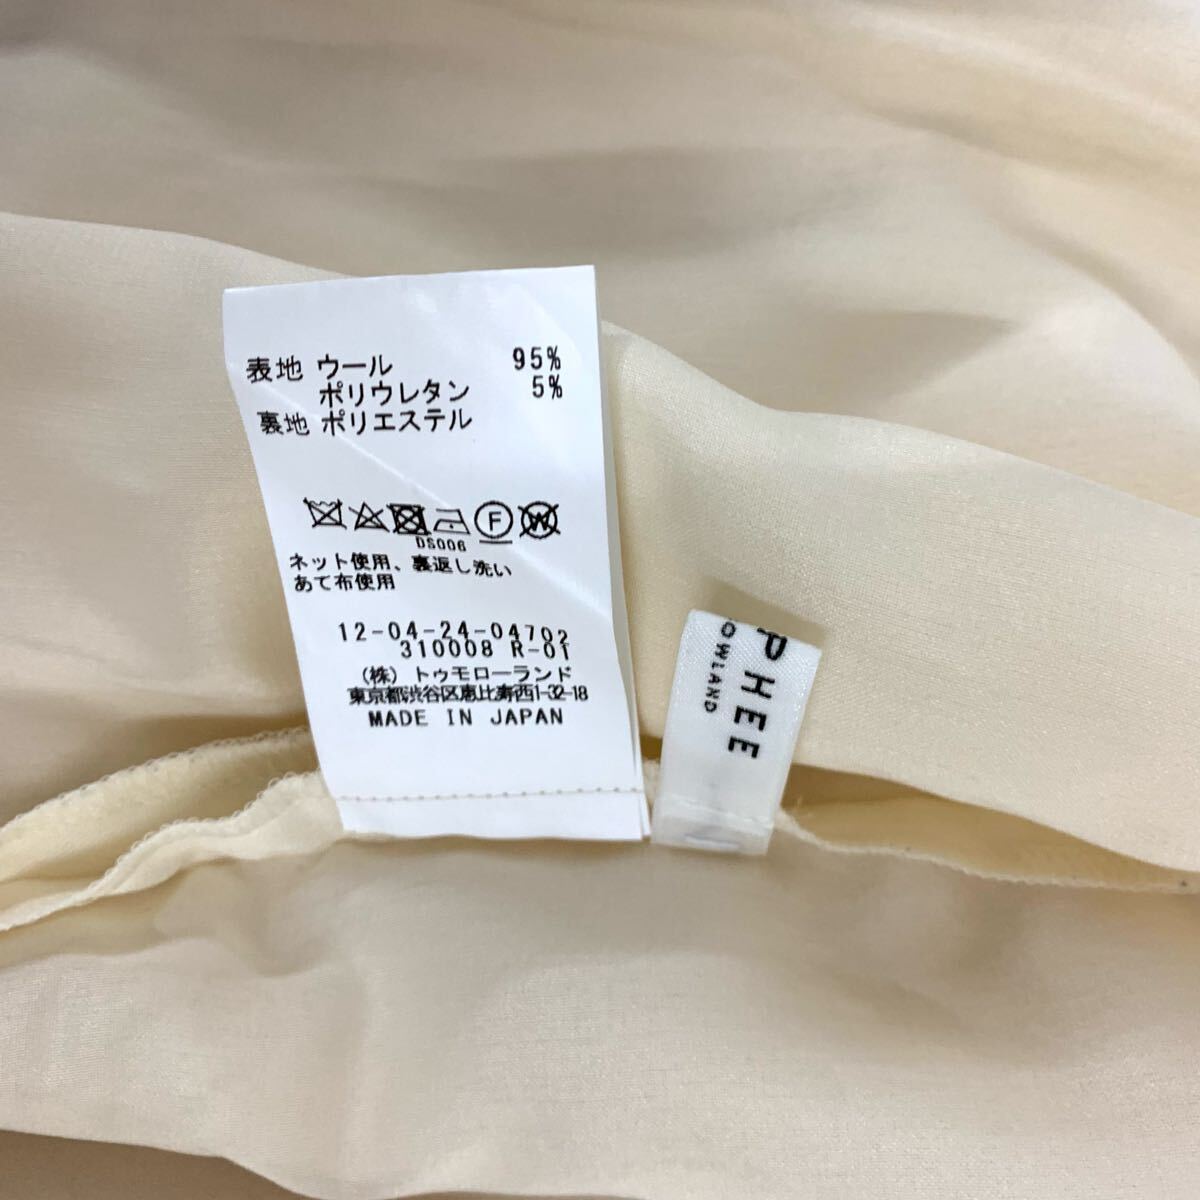 表地 ウール 95%
ポリウレタン 5%
裏地 ポリエステル
F W
DS006
ネット使用、裏返し洗い
あて布使用
12-04-24-04702
310008 R-01
(株) トゥモローランド
東京都渋谷区恵比寿西1-32-18
MADE IN JAPAN
PHEE
OWLAND